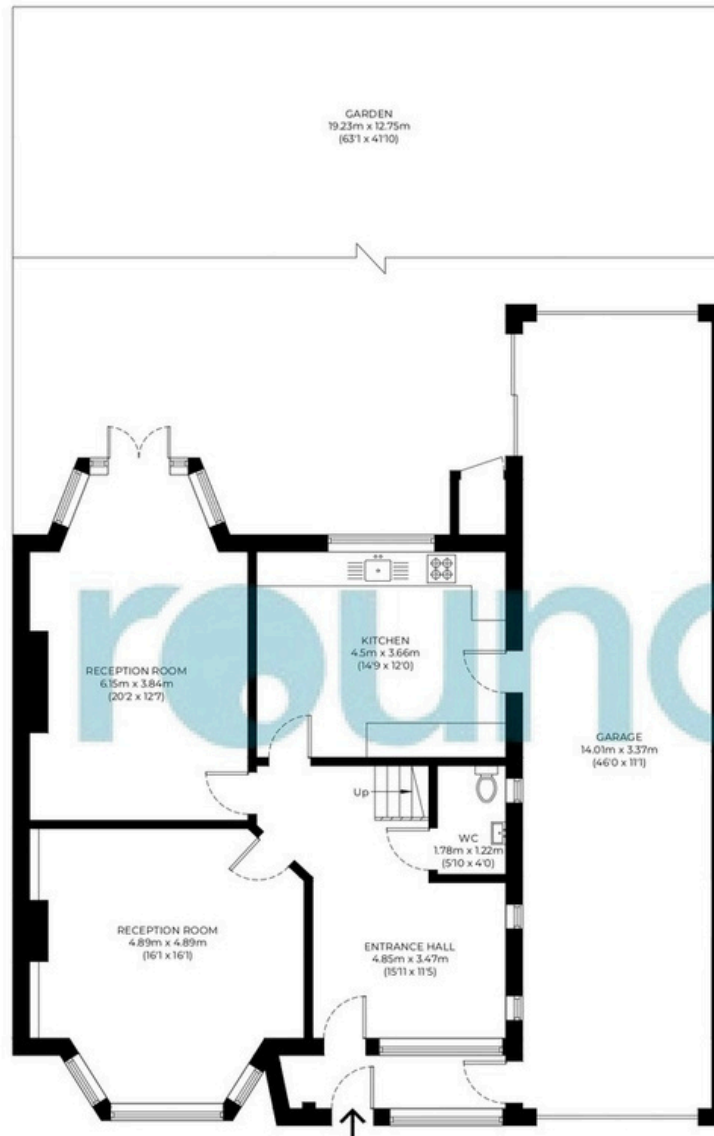 GARDEN
19.23m x 12.75m
(63'1 x 41'10)
KITCHEN
4.5m x 3.66m
(14'9 x 12'0)
RECEPTION ROOM
6.15m x 3.84m
(20'2 x 12'7)
GARAGE
14.01m x 3.37m
(46'0 x 11'1)
Up
WC
1.78m x 1.22m
(5'10 x 4'0)
RECEPTION ROOM
4.89m x 4.89m
(16'1 x 16'1)
ENTRANCE HALL
4.85m x 3.47m
(15'11 x 11'5)
round